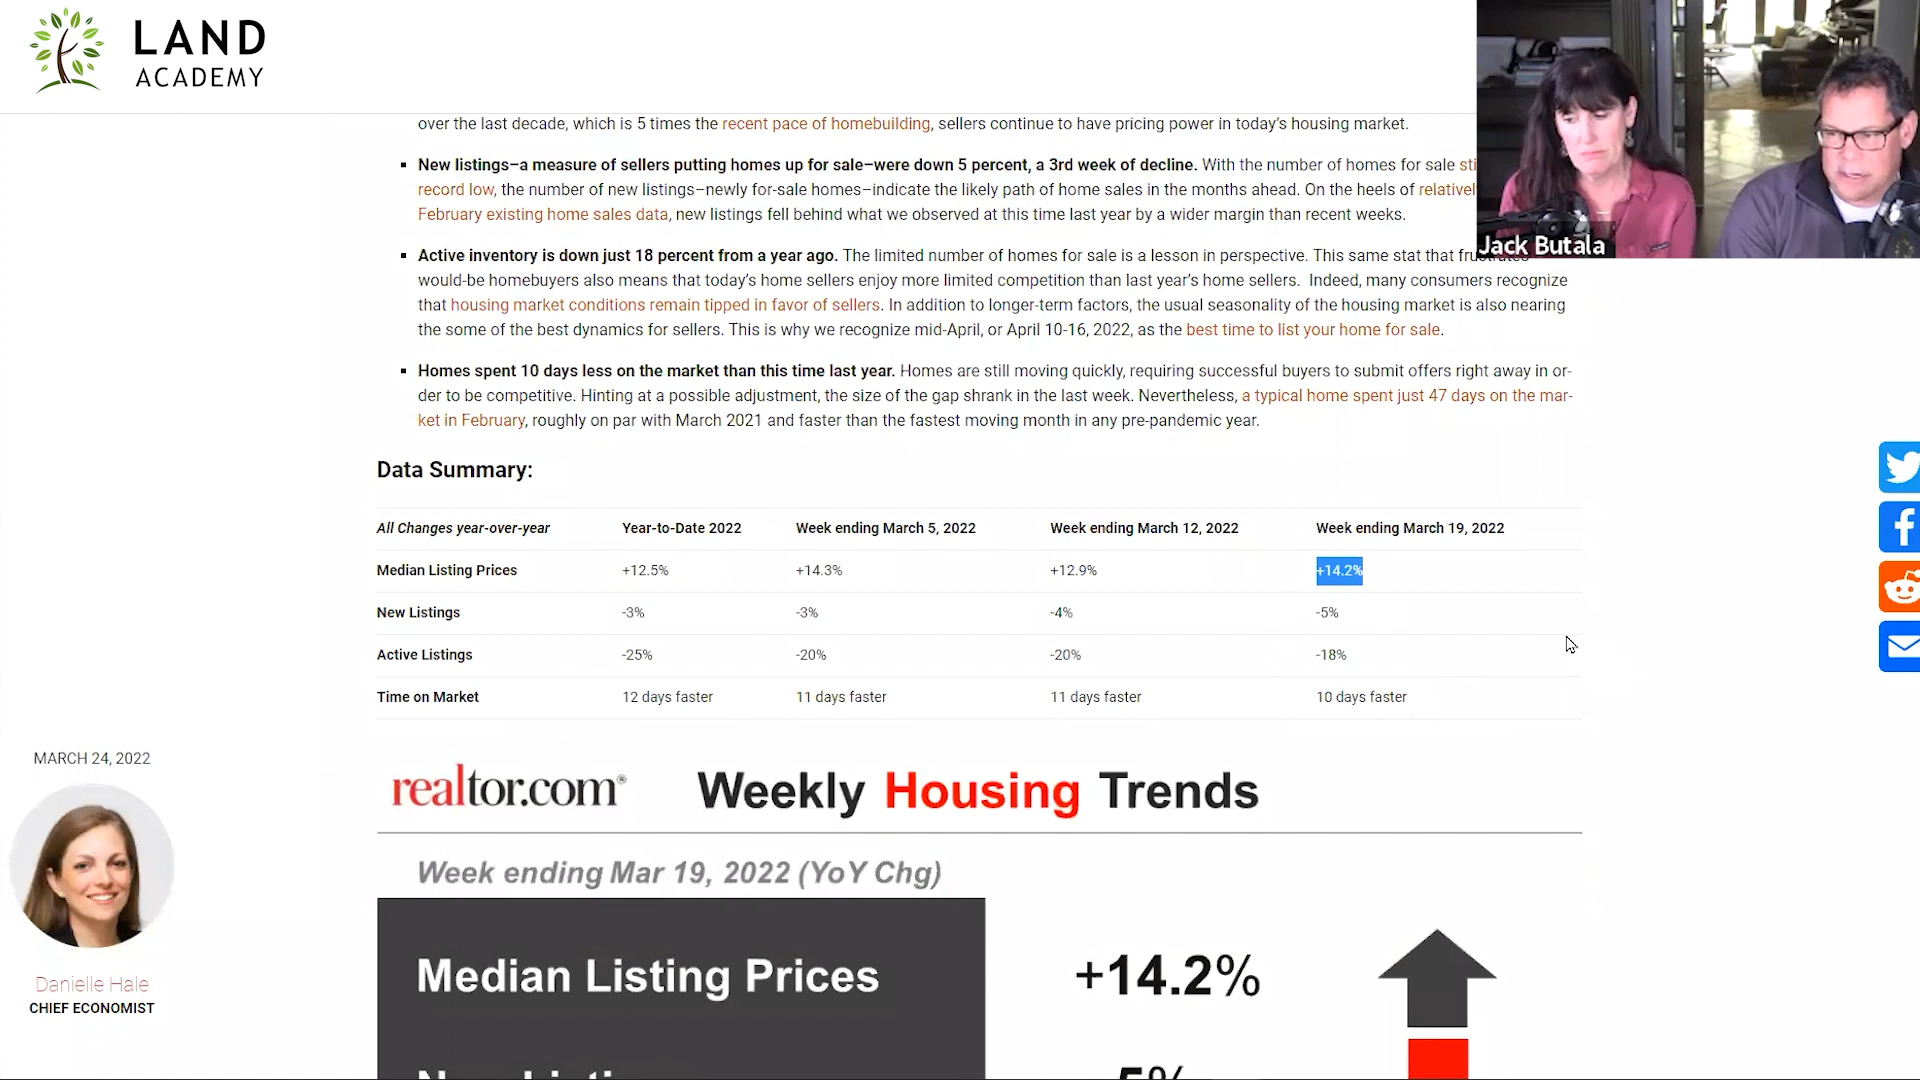 LAND
ACADEMY
over the last decade, which is 5 times the recent pace of homebuilding, sellers continue to have pricing power in today's housing market.
New listings–a measure of sellers putting homes up for sale–were down 5 percent, a 3rd week of decline. With the number of homes for sale
record low, the number of new listings–newly for-sale homes–indicate the likely path of home sales in the months ahead. On the heels of
February existing home sales data, new listings fell behind what we observed at this time last year by a wider margin than recent weeks.
Jack Butala
Active inventory is down just 18 percent from a year ago. The limited number of homes for sale is a lesson in perspective. This same stat that frustrates
would-be homebuyers also means that today's home sellers enjoy more limited competition than last year's home sellers. Indeed, many consumers recognize
that housing market conditions remain tipped in favor of sellers. In addition to longer-term factors, the usual seasonality of the housing market is also nearing
the some of the best dynamics for sellers. This is why we recognize mid-April, or April 10-16, 2022, as the best time to list your home for sale.
Homes spent 10 days less on the market than this time last year. Homes are still moving quickly, requiring successful buyers to submit offers right away in or-
der to be competitive. Hinting at a possible adjustment, the size of the gap shrank in the last week. Nevertheless, a typical home spent just 47 days on the mar-
ket in February, roughly on par with March 2021 and faster than the fastest moving month in any pre-pandemic year.
Data Summary:
All Changes year-over-year Year-to-Date 2022 Week ending March 5, 2022 Week ending March 12, 2022 Week ending March 19, 2022
Median Listing Prices +12.5% +14.3% +12.9% +14.2%
New Listings -3% -3% -4% -5%
Active Listings -25% -20% -20% -18%
Time on Market 12 days faster 11 days faster 11 days faster 10 days faster
MARCH 24, 2022
Danielle Hale
CHIEF ECONOMIST
realtor.com® Weekly Housing Trends
Week ending Mar 19, 2022 (YoY Chg)
Median Listing Prices +14.2%